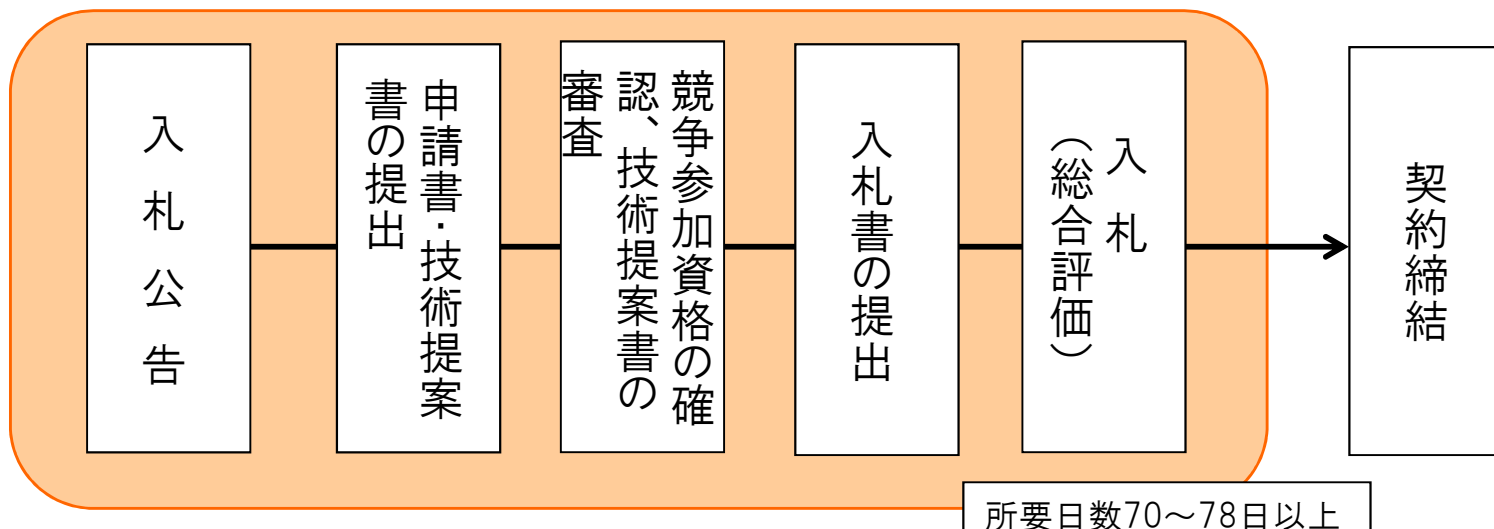 入札公告
申請書・技術提案
書の提出
競争参加資格の確
認、技術提案書の
審査
入札書の提出
入札
（総合評価）
契約締結
所要日数70～78日以上